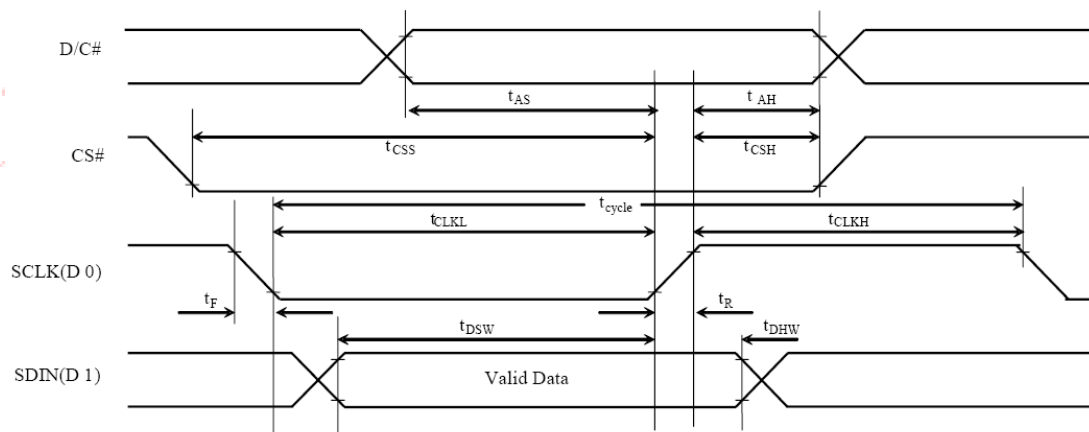 D/C#
tAS
t AH
CS#
tCSS
tCSH
tcycle
tCLKL
tCLKH
SCLK(D 0)
tF
tR
tDSW
tDHW
SDIN(D 1)
Valid Data